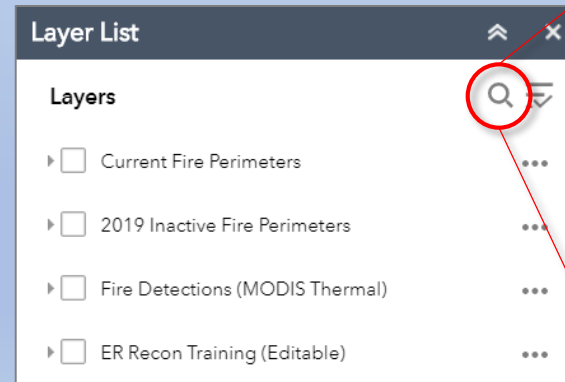 Layer List
Layers
Current Fire Perimeters
2019 Inactive Fire Perimeters
Fire Detections (MODIS Thermal)
ER Recon Training (Editable)